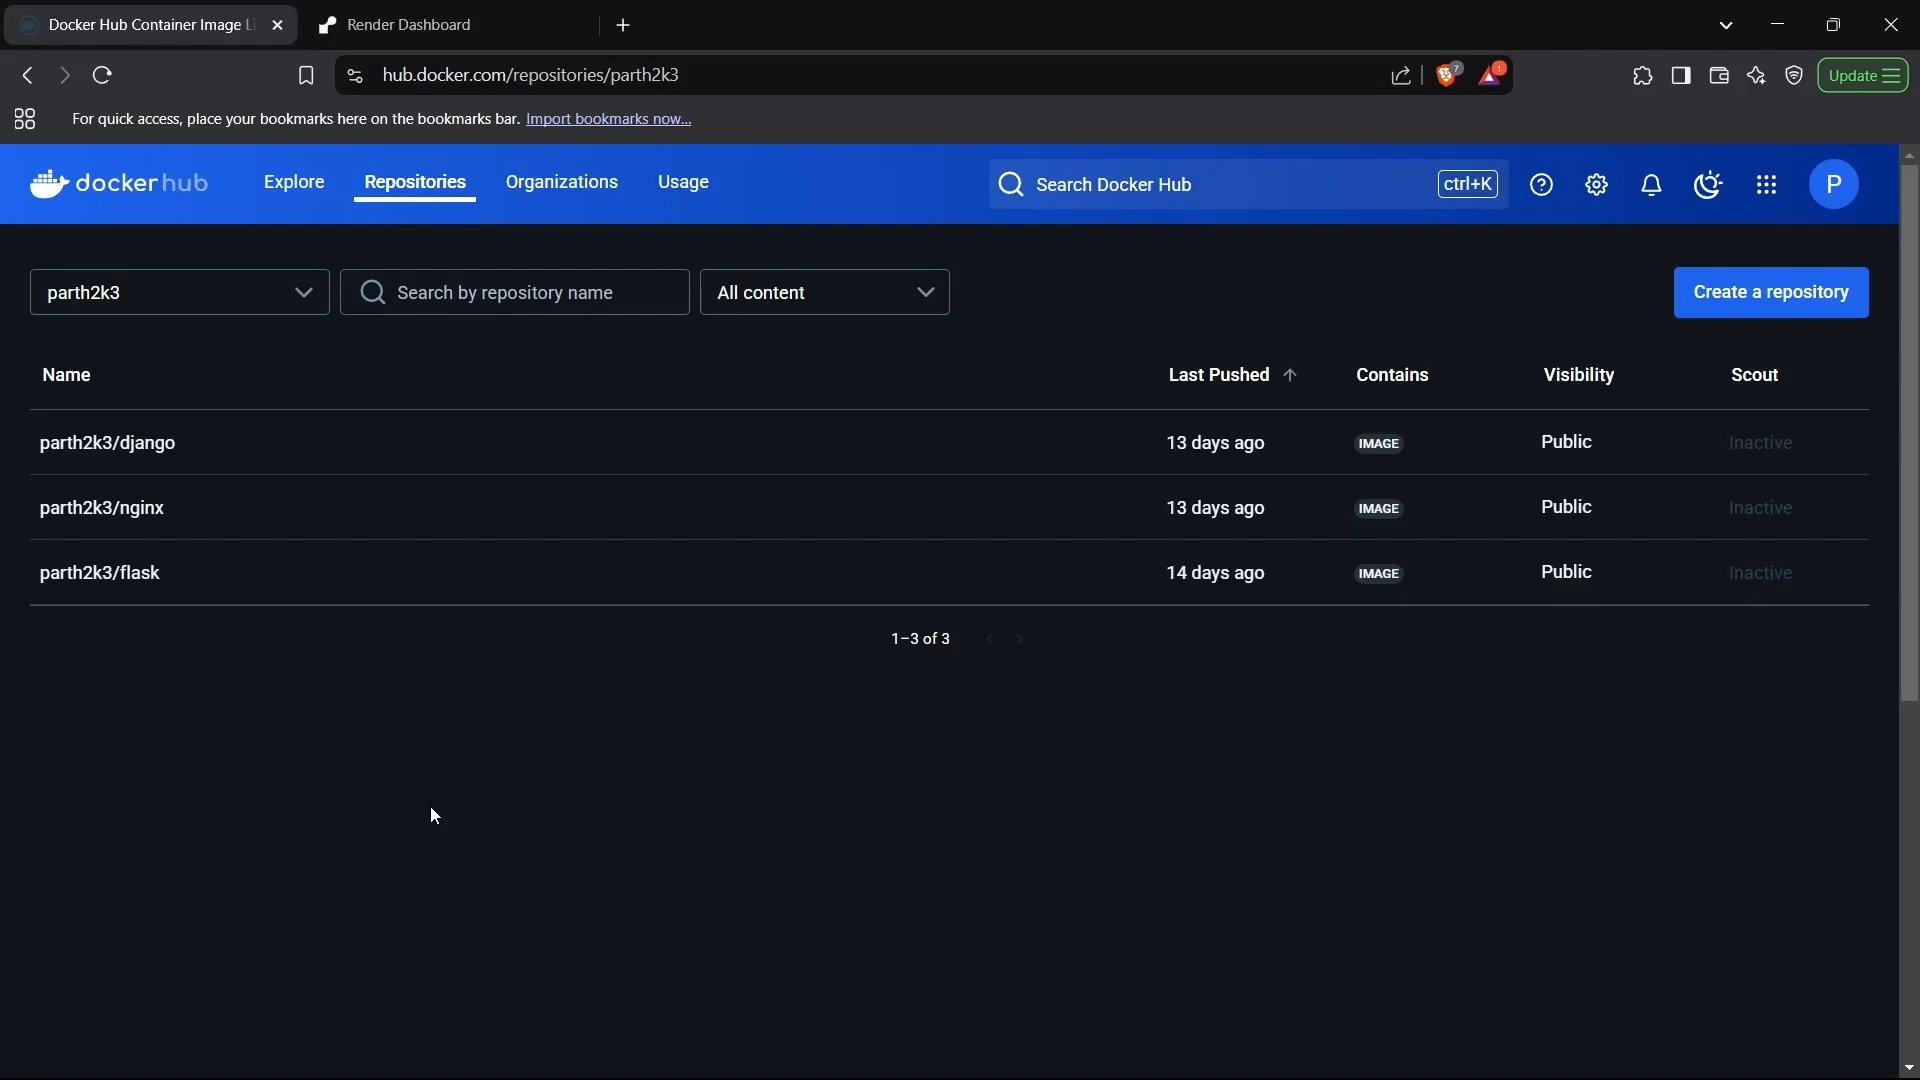 Docker Hub Container Image Li
Render Dashboard
hub.docker.com/repositories/parth2k3
7
1
Update
For quick access, place your bookmarks here on the bookmarks bar. Import bookmarks now...
docker hub
Explore
Repositories
Organizations
Usage
Search Docker Hub
ctrl+K
P
parth2k3
Search by repository name
All content
Create a repository
Name Last Pushed Contains Visibility Scout
parth2k3/django 13 days ago IMAGE Public Inactive
parth2k3/nginx 13 days ago IMAGE Public Inactive
parth2k3/flask 14 days ago IMAGE Public Inactive
1–3 of 3